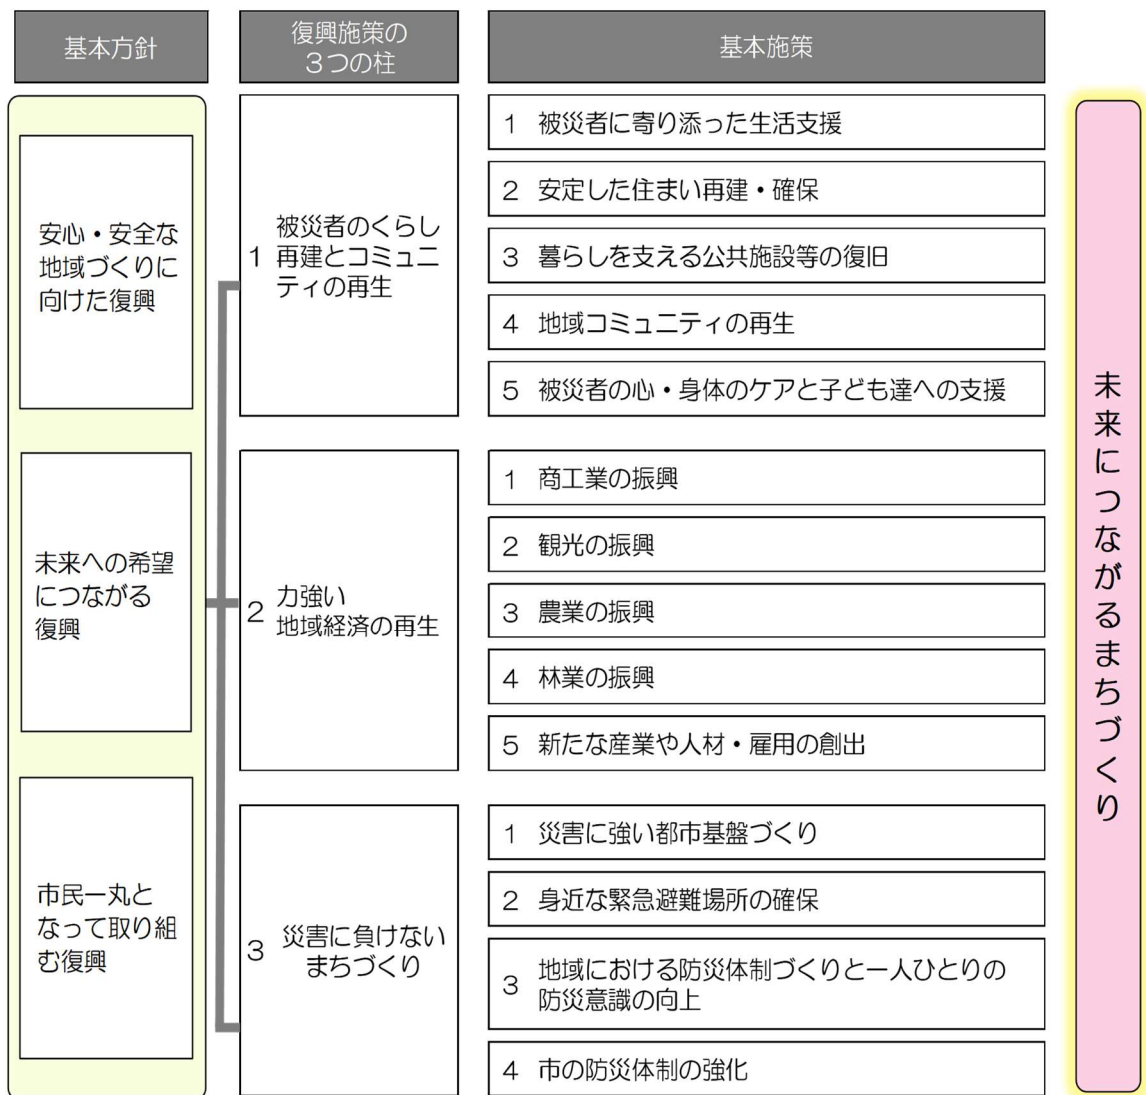 基本方針
復興施策の
3つの柱
基本施策
安心・安全な
地域づくりに
向けた復興
未来への希望
につながる
復興
市民一丸と
なって取り組
む復興
1 被災者のくらし
再建とコミュニ
ティの再生
1 被災者に寄り添った生活支援
2 安定した住まい再建・確保
3 暮らしを支える公共施設等の復旧
4 地域コミュニティの再生
5 被災者の心・身体のケアと子ども達への支援
2 力強い
地域経済の再生
1 商工業の振興
2 観光の振興
3 農業の振興
4 林業の振興
5 新たな産業や人材・雇用の創出
3 災害に負けない
まちづくり
1 災害に強い都市基盤づくり
2 身近な緊急避難場所の確保
3 地域における防災体制づくりと一人ひとりの
防災意識の向上
4 市の防災体制の強化
未来につながるまちづくり